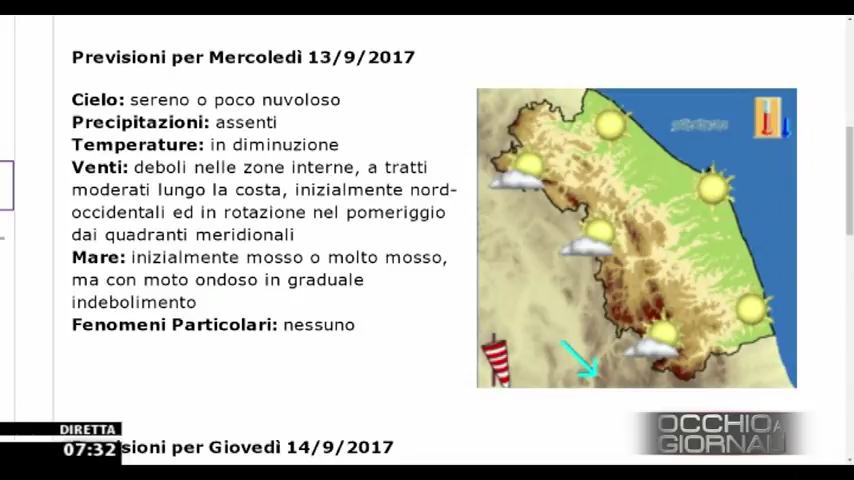 Previsioni per Mercoledì 13/9/2017
Cielo: sereno o poco nuvoloso
Precipitazioni: assenti
Temperature: in diminuzione
Venti: deboli nelle zone interne, a tratti
moderati lungo la costa, inizialmente nord-
occidentali ed in rotazione nel pomeriggio
dai quadranti meridionali
Mare: inizialmente mosso o molto mosso,
ma con moto ondoso in graduale
indebolimento
Fenomeni Particolari: nessuno
DIRETTA
07:32
sioni per Giovedì 14/9/2017
OCCHIO AI
GIORNALI